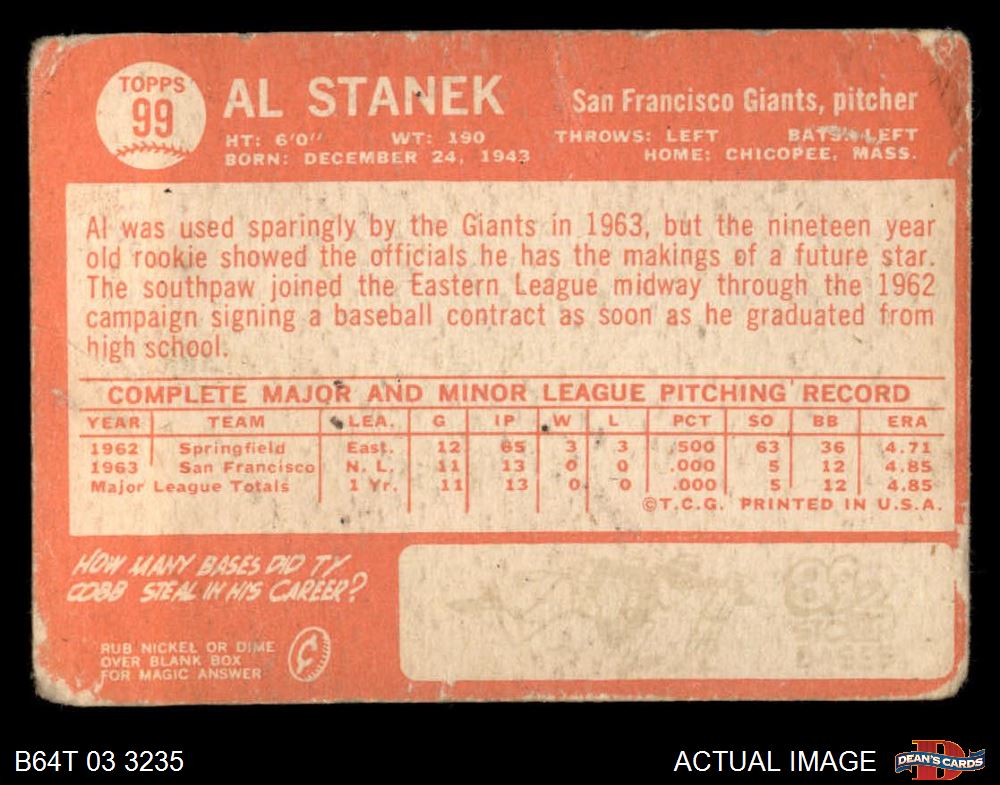 TOPPS
99
AL STANEK
San Francisco Giants, pitcher
HT: 6'0" WT: 190
THROWS: LEFT BATS: LEFT
BORN: DECEMBER 24, 1943
HOME: CHICOPEE, MASS.
Al was used sparingly by the Giants in 1963, but the nineteen year
old rookie showed the officials he has the makings of a future star.
The southpaw joined the Eastern League midway through the 1962
campaign signing a baseball contract as soon as he graduated from
high school.
COMPLETE MAJOR AND MINOR LEAGUE PITCHING RECORD
YEAR TEAM LEA. G IP W L PCT SO BB ERA
1962 Springfield East. 12 65 3 3 .500 63 36 4.71
1963 San Francisco N. L. 11 13 0 0 .000 5 12 4.85
Major League Totals 1 Yr. 11 13 0 0 .000 5 12 4.85
©T.C.G. PRINTED IN U.S.A.
HOW MANY BASES DID TY
COBB STEAL IN HIS CAREER?
RUB NICKEL OR DIME
OVER BLANK BOX
FOR MAGIC ANSWER
¢
B64T 03 3235
ACTUAL IMAGE
DEAN'S CARDS